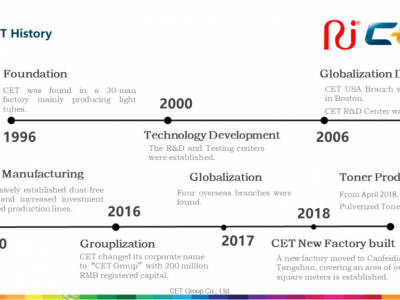 T History
Foundation
CET was found in a 30-man
factory mainly producing light
tubes.
2000
Globalization D
CET USA Branch w
in Boston.
CET R&D Center wa
1996
Technology Development
The R&D and Testing centers
were established.
2006
Manufacturing
sively established dust-free
and increased investment
ted production lines.
Globalization
Four overseas branches were
found.
Toner Prod
From April 2018,
Pulverized Toner
0
2016
Grouplization
CET changed its corporate name
to “CET Group” with 200 million
RMB registered capital.
2017
2018
CET New Factory built
A new factory moved to Caofeidia
Tangshan, covering an area of ov
square meters is established.
CET Group Co., Ltd.